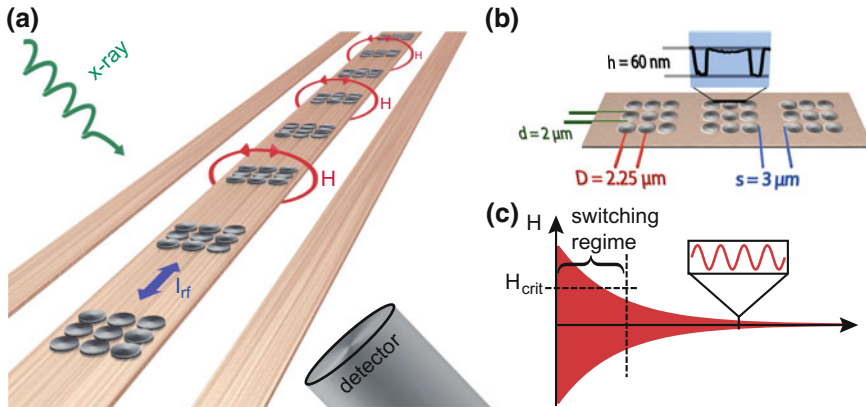 (a)
x-ray
H
H
H
I_rf
detector
(b)
h = 60 nm
d = 2 µm
D = 2.25 µm
s = 3 µm
(c)
H
switching
regime
H_crit